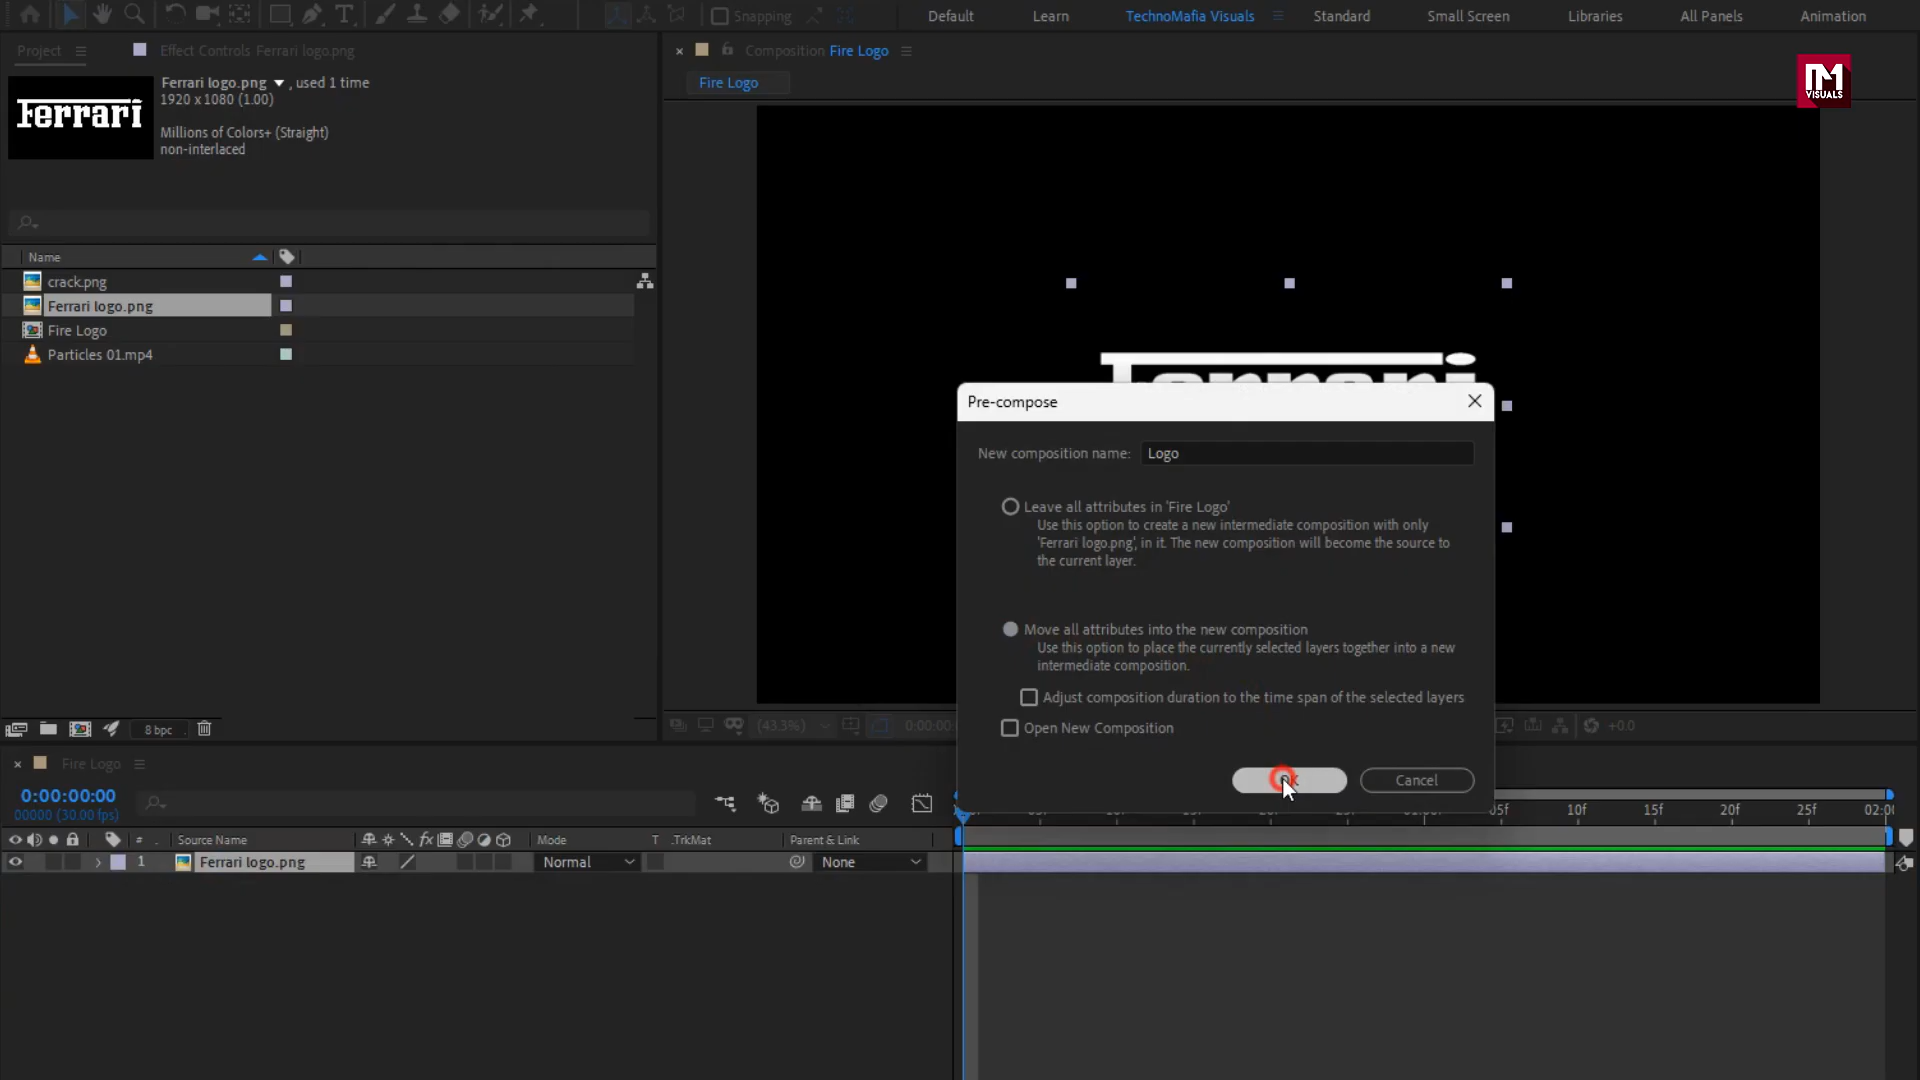 Snapping
Default
Learn
TechnoMafia Visuals
Standard
Small Screen
Libraries
All Panels
Animation
Project
Effect Controls Ferrari logo.png
Composition Fire Logo
Fire Logo
Ferrari
Ferrari logo.png , used 1 time
1920 x 1080 (1.00)
Millions of Colors+ (Straight)
non-interlaced
VISUALS
Name
crack.png
Ferrari logo.png
Fire Logo
Particles 01.mp4
Ferrari
Pre-compose
New composition name: Logo
Leave all attributes in 'Fire Logo'
Use this option to create a new intermediate composition with only
'Ferrari logo.png', in it. The new composition will become the source to
the current layer.
Move all attributes into the new composition
Use this option to place the currently selected layers together into a new
intermediate composition.
Adjust composition duration to the time span of the selected layers
Open New Composition
Cancel
8 bpc
(43.3%)
+0.0
Fire Logo
0:00:00:00
00000 (30.00 fps)
10f
15f
20f
25f
Source Name
Mode
T .TrkMat
Parent & Link
1 Ferrari logo.png
Normal
None